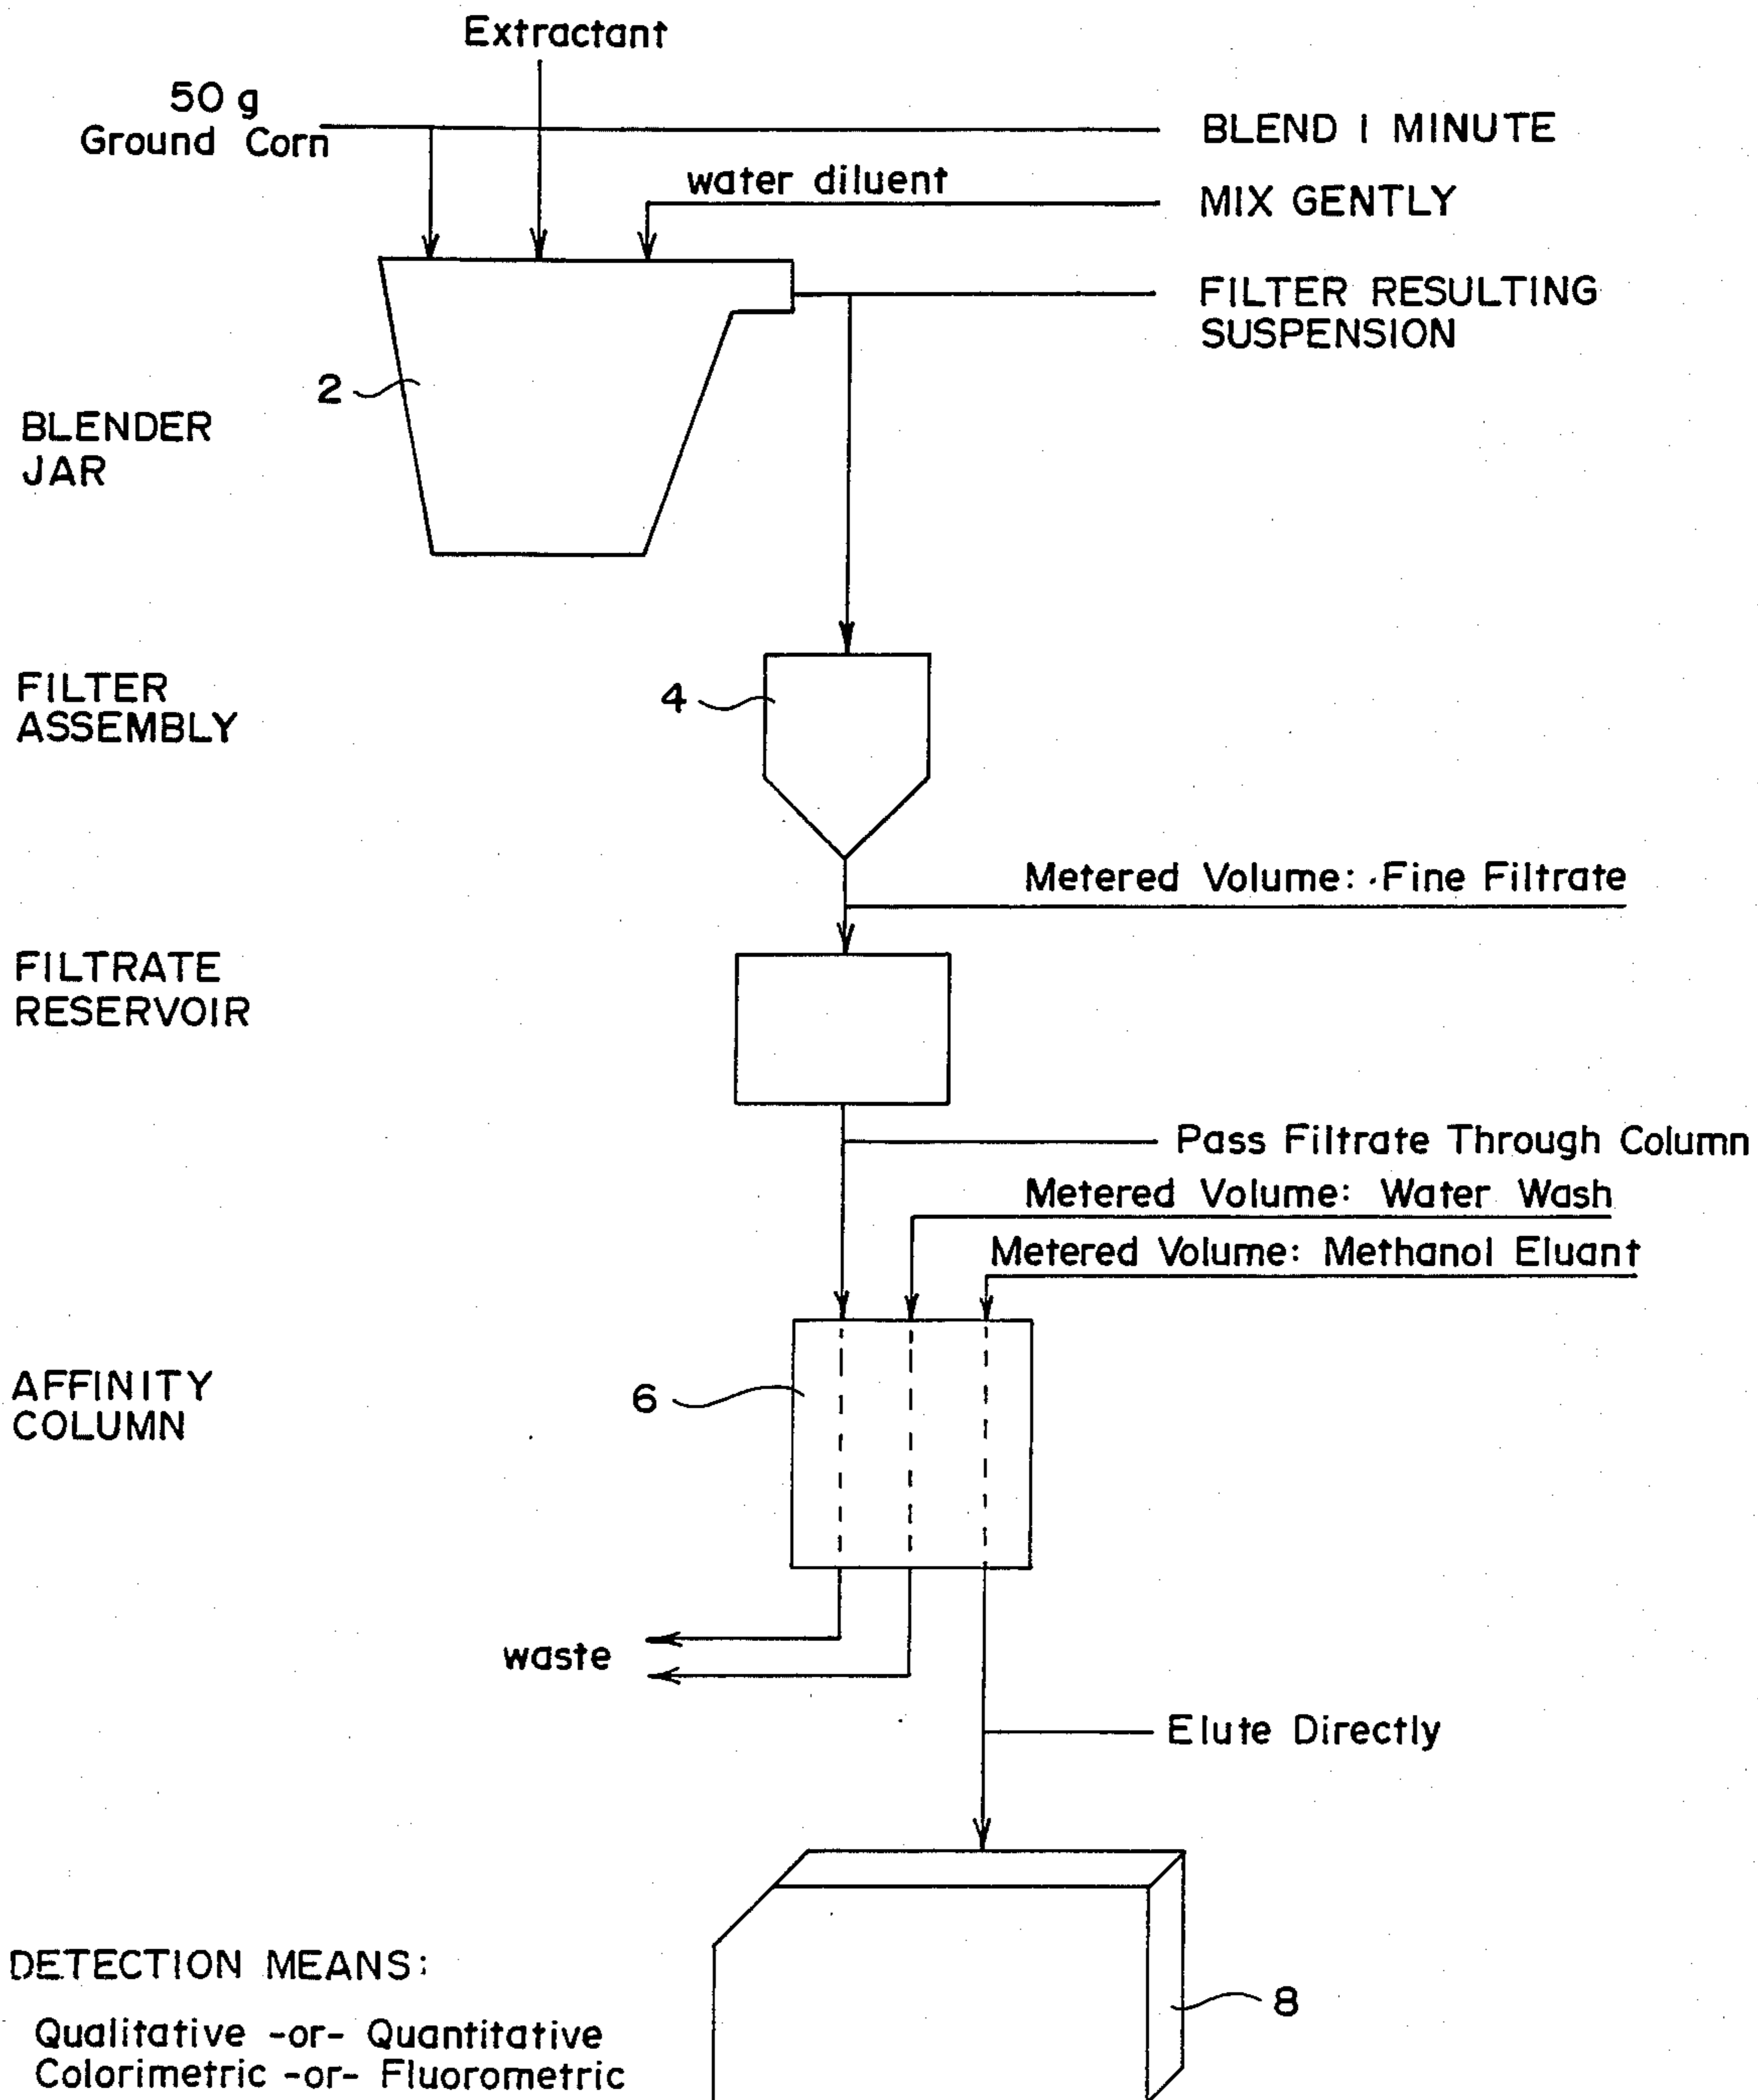 Extractant
50 g
Ground Corn
BLEND 1 MINUTE
water diluent
MIX GENTLY
FILTER RESULTING
SUSPENSION
2
BLENDER
JAR
FILTER
ASSEMBLY
4
Metered Volume: Fine Filtrate
FILTRATE
RESERVOIR
Pass Filtrate Through Column
Metered Volume: Water Wash
Metered Volume: Methanol Eluant
AFFINITY
COLUMN
6
waste
Elute Directly
DETECTION MEANS:
8
Qualitative -or- Quantitative
Colorimetric -or- Fluorometric